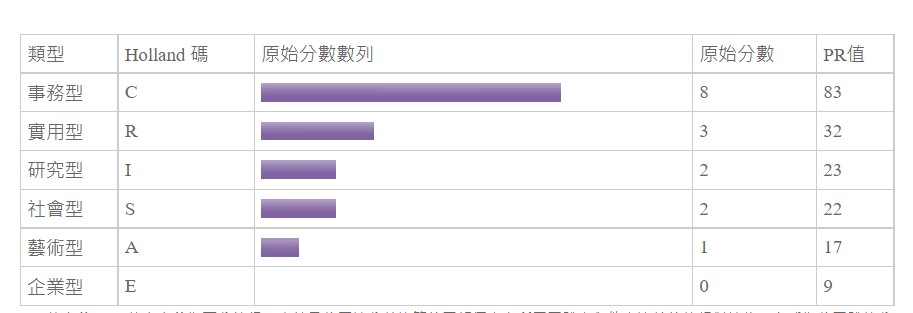 類型 Holland 碼 原始分數數列 原始分數 PR值
事務型 C 8 83
實用型 R 3 32
研究型 I 2 23
社會型 S 2 22
藝術型 A 1 17
企業型 E 0 9